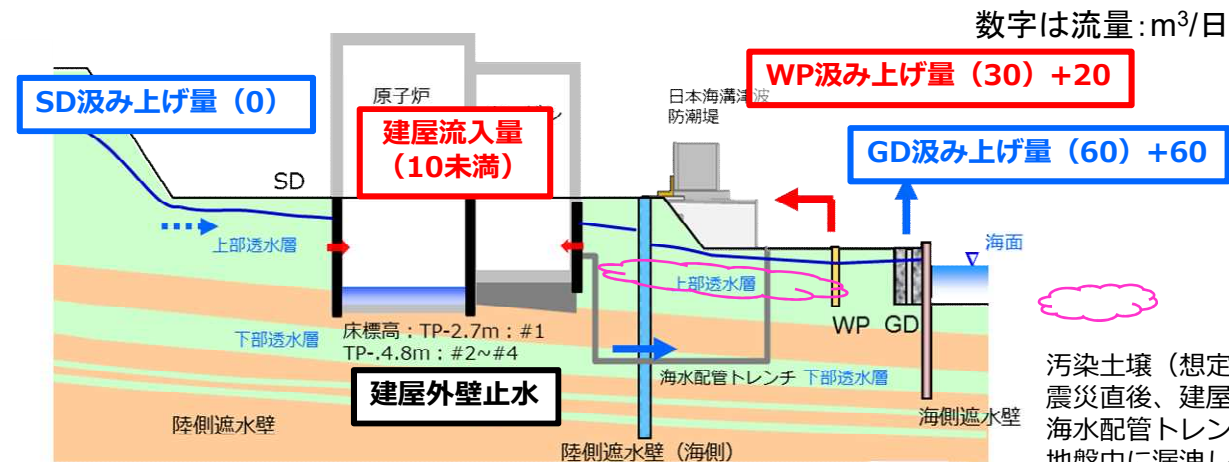 数字は流量:m³/日
SD汲み上げ量（0）
原子炉
建屋流入量
（10未満）
日本海溝津波
防潮堤
WP汲み上げ量（30）+20
GD汲み上げ量（60）+60
SD
上部透水層
海面
上部透水層
WP GD
下部透水層
床標高：TP-2.7m：#1
TP-.4.8m：#2~#4
建屋外壁止水
海水配管トレンチ 下部透水層
海側遮水壁
陸側遮水壁
陸側遮水壁（海側）
汚染土壌（想定
震災直後、建屋
海水配管トレン
地盤中に漏洩し